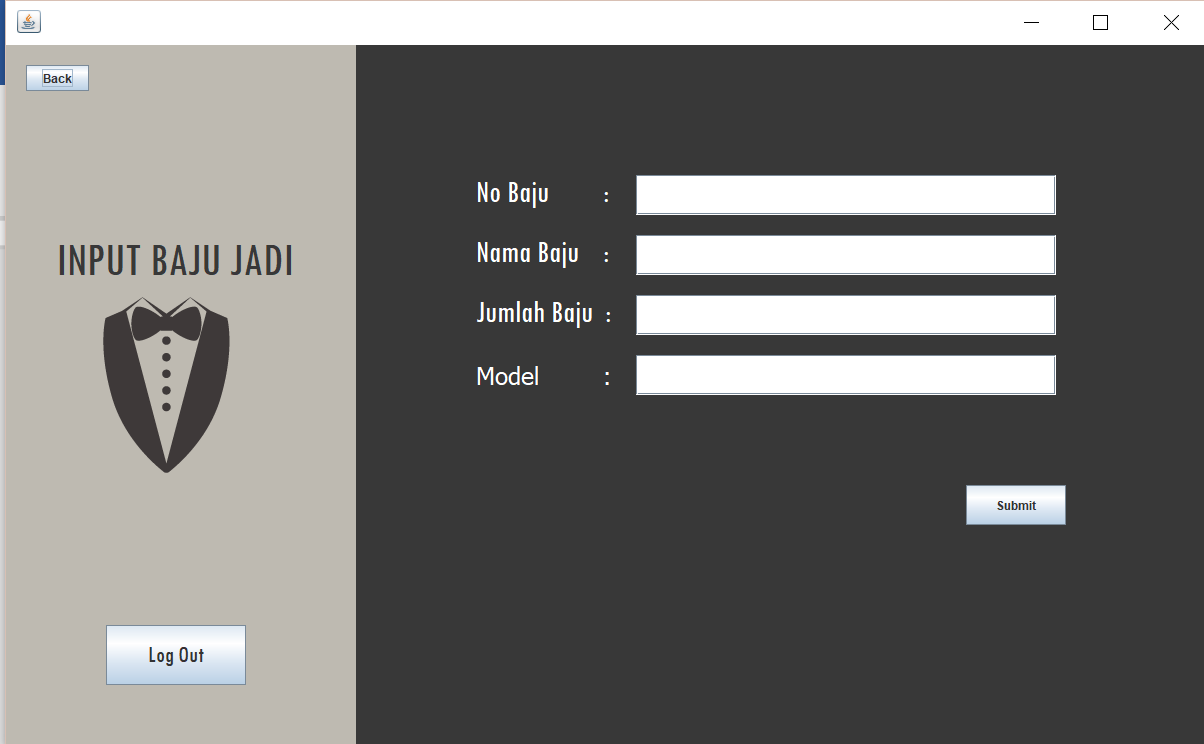 Back
INPUT BAJU JADI
Log Out
No Baju :
Nama Baju :
Jumlah Baju :
Model :
Submit